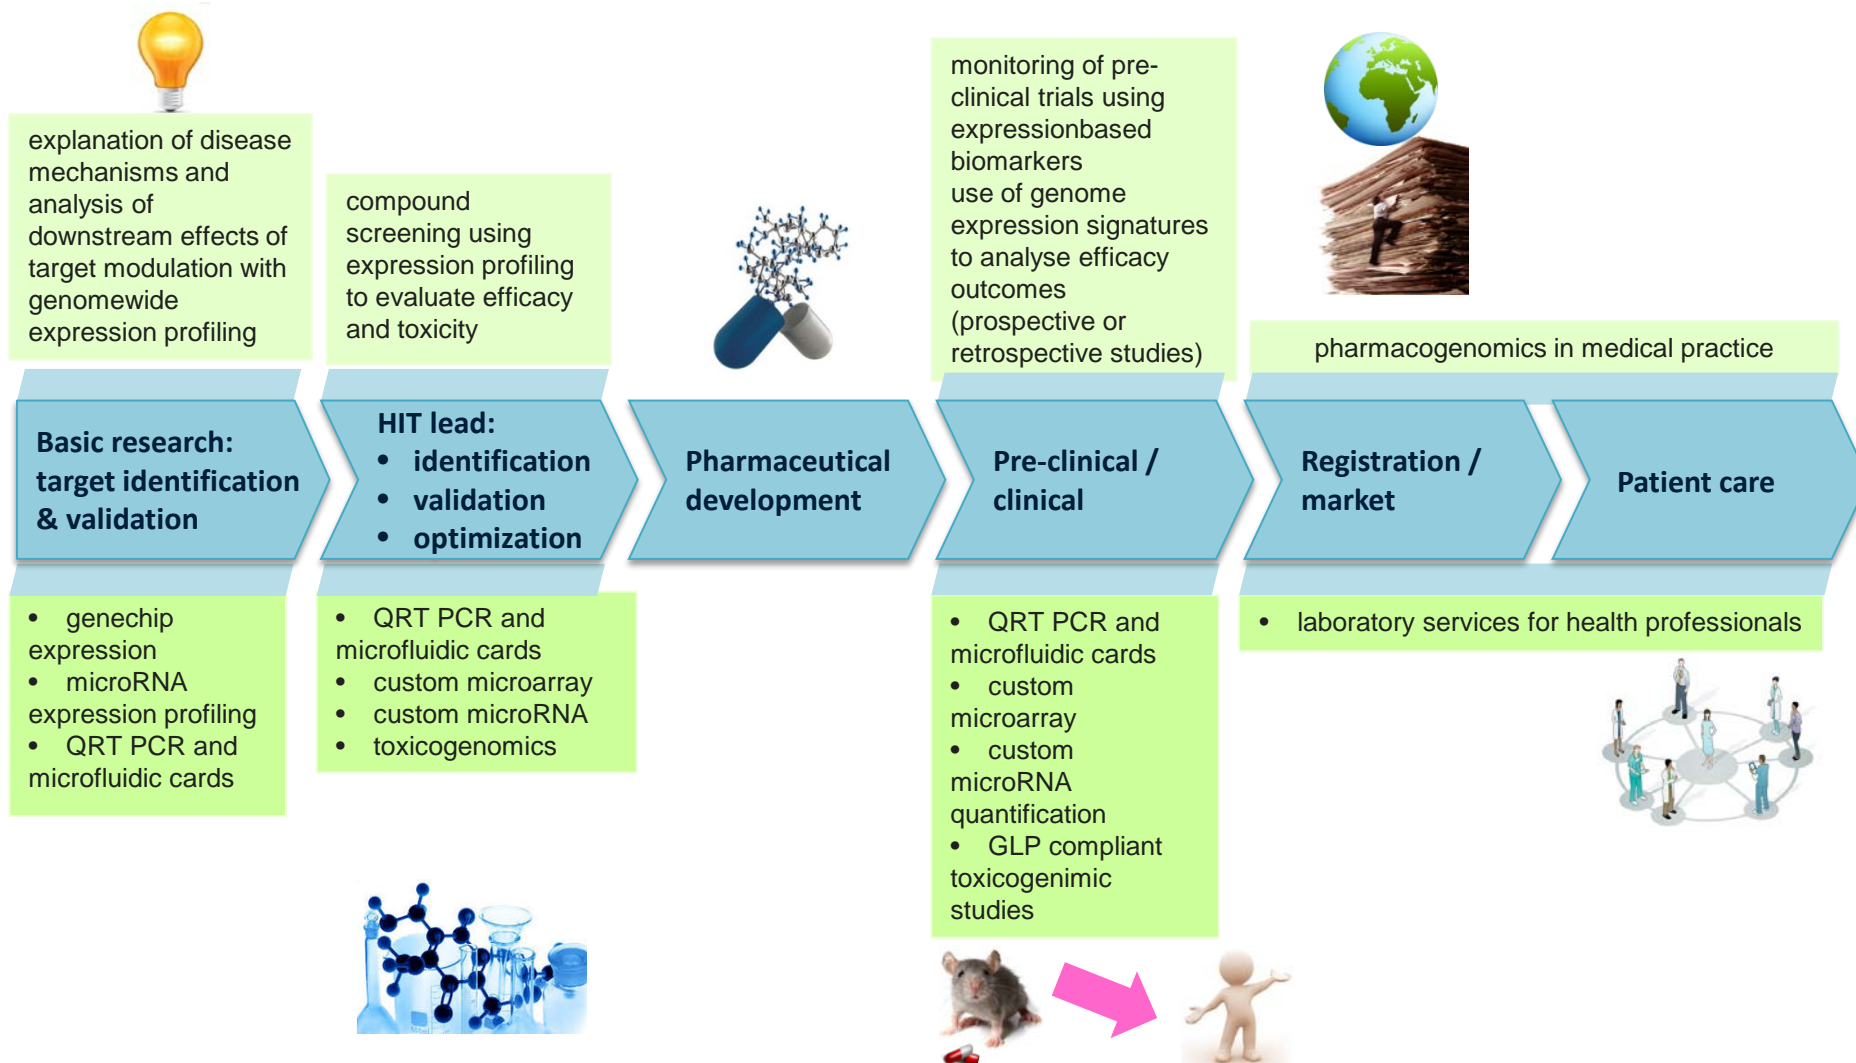 explanation of disease
mechanisms and
analysis of
downstream effects of
target modulation with
genomewide
expression profiling
compound
screening using
expression profiling
to evaluate efficacy
and toxicity
monitoring of pre-
clinical trials using
expressionbased
biomarkers
use of genome
expression signatures
to analyse efficacy
outcomes
(prospective or
retrospective studies)
pharmacogenomics in medical practice
Basic research:
target identification
& validation
HIT lead:
• identification
• validation
• optimization
Pharmaceutical
development
Pre-clinical /
clinical
Registration /
market
Patient care
• genechip
expression
• microRNA
expression profiling
• QRT PCR and
microfluidic cards
• QRT PCR and
microfluidic cards
• custom microarray
• custom microRNA
• toxicogenomics
• QRT PCR and
microfluidic cards
• custom
microarray
• custom
microRNA
quantification
• GLP compliant
toxicogenimic
studies
• laboratory services for health professionals